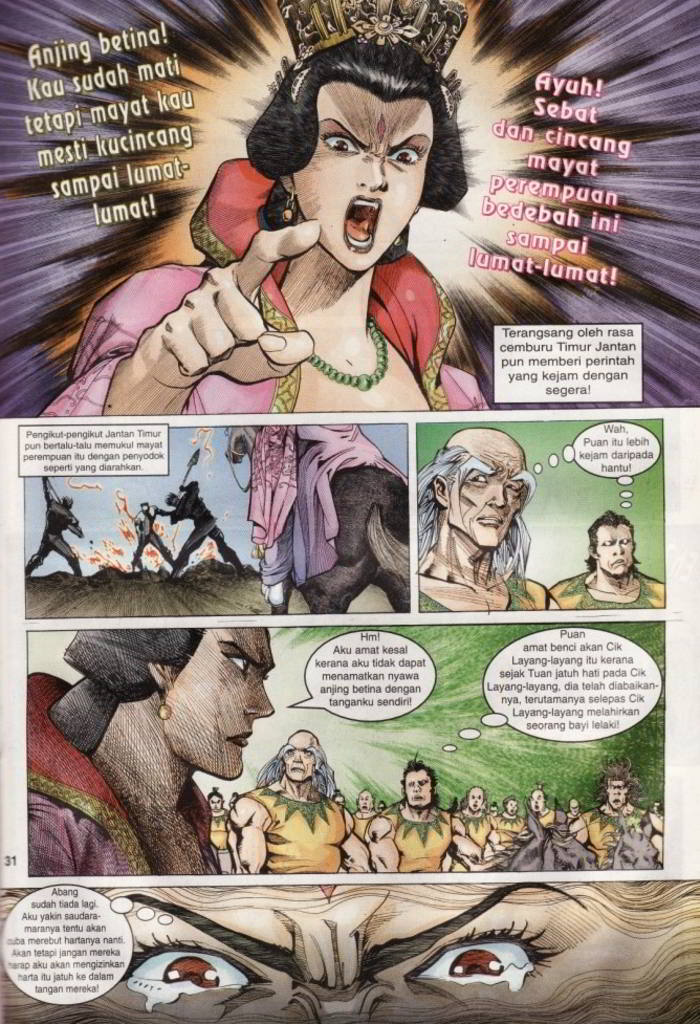 Anjing betina!
Kau sudah mati
tetapi mayat kau
mesti kucincang
sampai lumat-
lumat!
Ayuh!
Sebat
dan cincang
mayat
perempuan
bedebah ini
sampai
lumat-lumat!
Terangsang oleh rasa
cemburu Timur Jantan
pun memberi perintah
yang kejam dengan
segera!
Pengikut-pengikut Jantan Timur
pun bertalu-talu memukul mayat
perempuan itu dengan penyodok
seperti yang diarahkan.
Wah,
Puan itu lebih
kejam daripada
hantu!
Hm!
Aku amat kesal
kerana aku tidak dapat
menamatkan nyawa
anjing betina dengan
tanganku sendiri!
Puan
amat benci akan Cik
Layang-layang itu kerana
sejak Tuan jatuh hati pada Cik
Layang-layang, dia telah diabaikan-
nya, terutamanya selepas Cik
Layang-layang melahirkan
seorang bayi lelaki!
31
Abang
sudah tiada lagi.
Aku yakin saudara-
maranya tentu akan
cuba merebut hartanya nanti.
Akan tetapi jangan mereka
harap aku akan mengizinkan
harta itu jatuh ke dalam
tangan mereka!